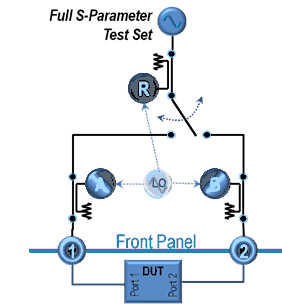 Full S-Parameter
Test Set
R
A
LO
B
1
Front Panel
2
Port 1
DUT
Port 2